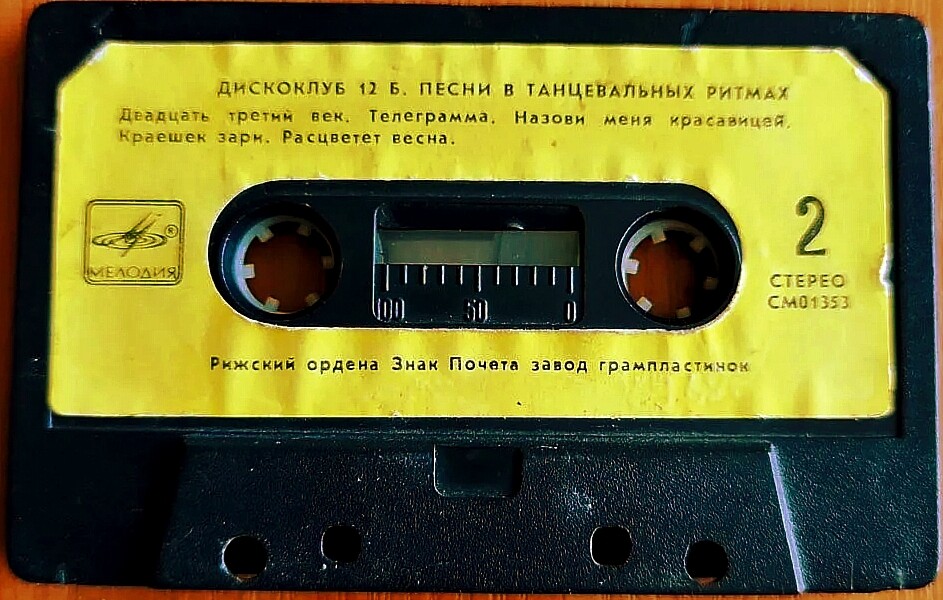 ДИСКОКЛУБ 12 Б. ПЕСНИ В ТАНЦЕВАЛЬНЫХ РИТМАХ
Двадцать третий век. Телеграмма. Назови меня красавицей.
Краешек зари. Расцветет весна.
МЕЛОДИЯ ®
2
СТЕРЕО
СМ01353
100 50 0
Рижский ордена Знак Почета завод грампластинок